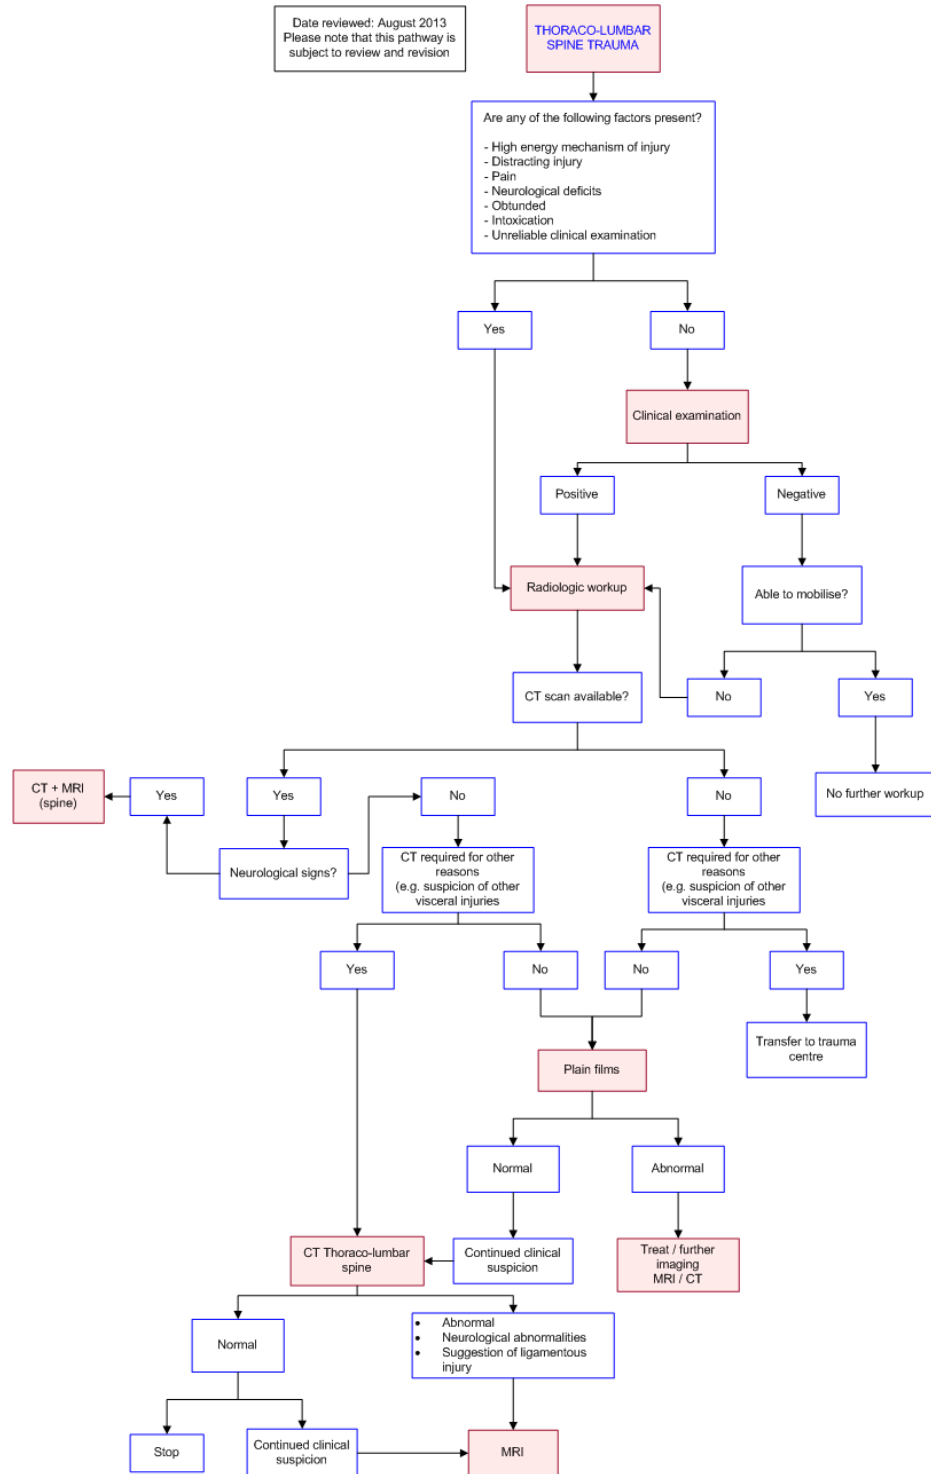 Date reviewed: August 2013
Please note that this pathway is
subject to review and revision
THORACO-LUMBAR
SPINE TRAUMA
Are any of the following factors present?
- High energy mechanism of injury
- Distracting injury
- Pain
- Neurological deficits
- Obtunded
- Intoxication
- Unreliable clinical examination
Yes
No
Clinical examination
Positive
Negative
Radiologic workup
Able to mobilise?
CT scan available?
No
Yes
CT + MRI
(spine)
Yes
Yes
No
No
No further workup
Neurological signs?
CT required for other
reasons
(e.g. suspicion of other
visceral injuries
CT required for other
reasons
(e.g. suspicion of other
visceral injuries
Yes
No
No
Yes
Transfer to trauma
centre
Plain films
Normal
Abnormal
CT Thoraco-lumbar
spine
Continued clinical
suspicion
Treat / further
imaging
MRI / CT
Normal
• Abnormal
• Neurological abnormalities
• Suggestion of ligamentous
injury
Stop
Continued clinical
suspicion
MRI